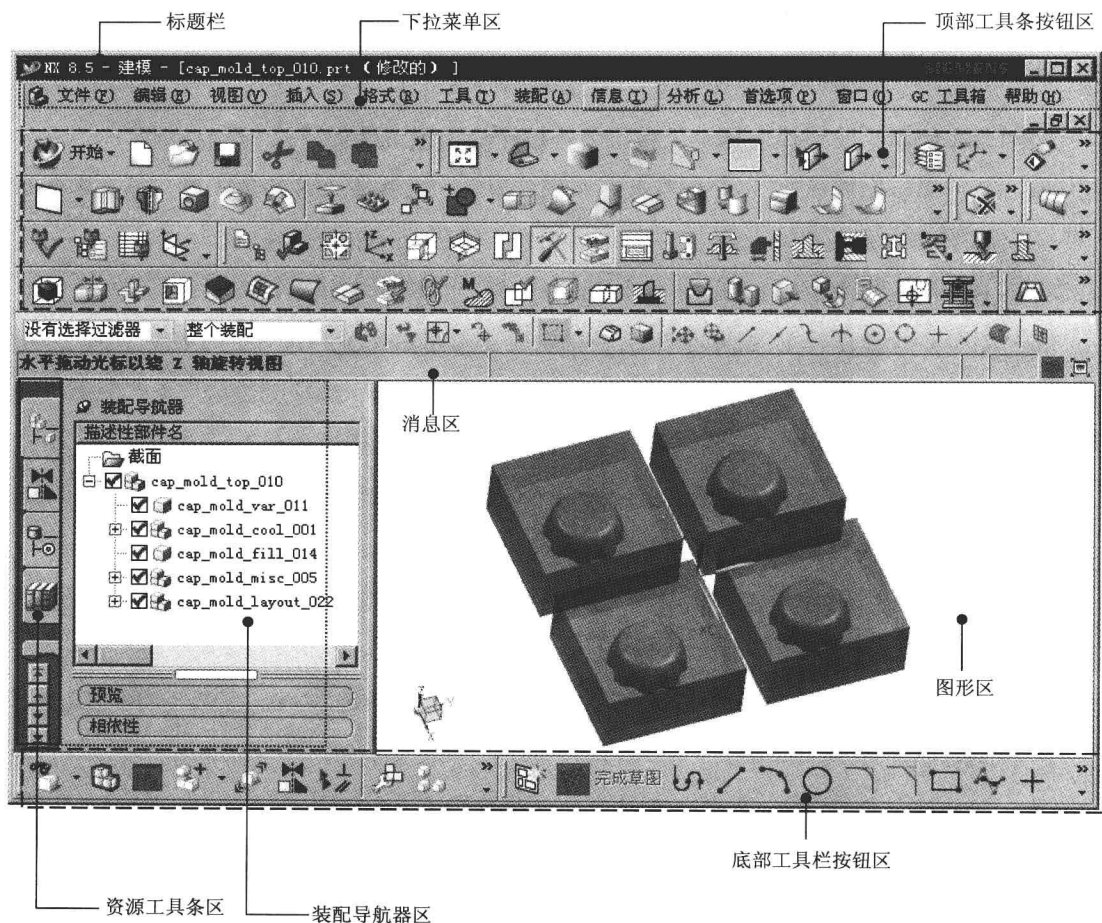 标题栏
下拉菜单区
顶部工具条按钮区
NX 8.5 - 建模 - [cap_mold_top_010.prt (修改的) ]
文件(F) 编辑(E) 视图(V) 插入(S) 格式(R) 工具(T) 装配(A) 信息(I) 分析(L) 首选项(P) 窗口(O) GC 工具箱 帮助(H)
开始
没有选择过滤器 整个装配
水平拖动光标以绕 Z 轴旋转视图
消息区
装配导航器
描述性部件名
截面
cap_mold_top_010
cap_mold_var_011
cap_mold_cool_001
cap_mold_fill_014
cap_mold_misc_005
cap_mold_layout_022
预览
相依性
图形区
完成草图
底部工具栏按钮区
资源工具条区
装配导航器区